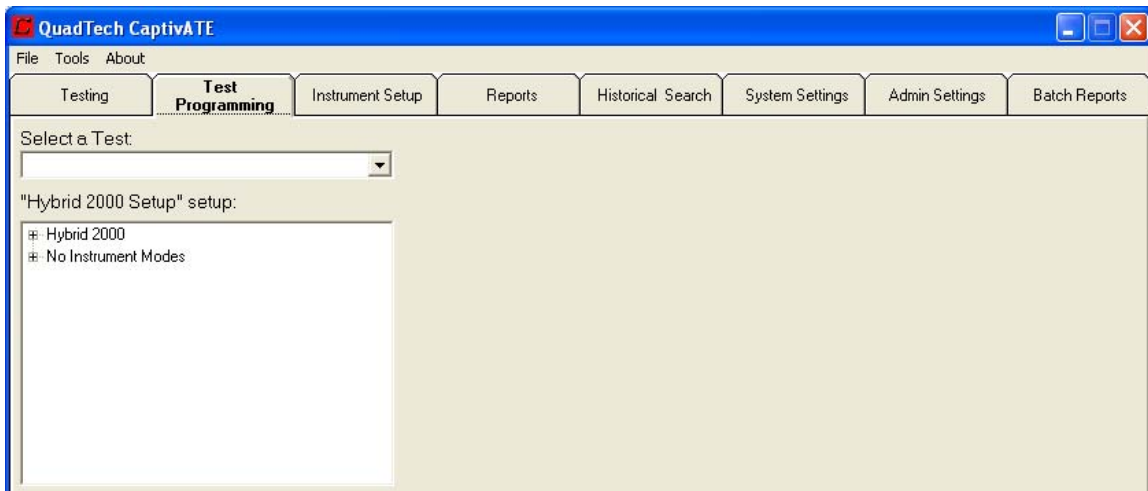 QuadTech CaptivATE
File Tools About
Testing
Test
Programming
Instrument Setup
Reports
Historical Search
System Settings
Admin Settings
Batch Reports
Select a Test:
"Hybrid 2000 Setup" setup:
Hybrid 2000
No Instrument Modes